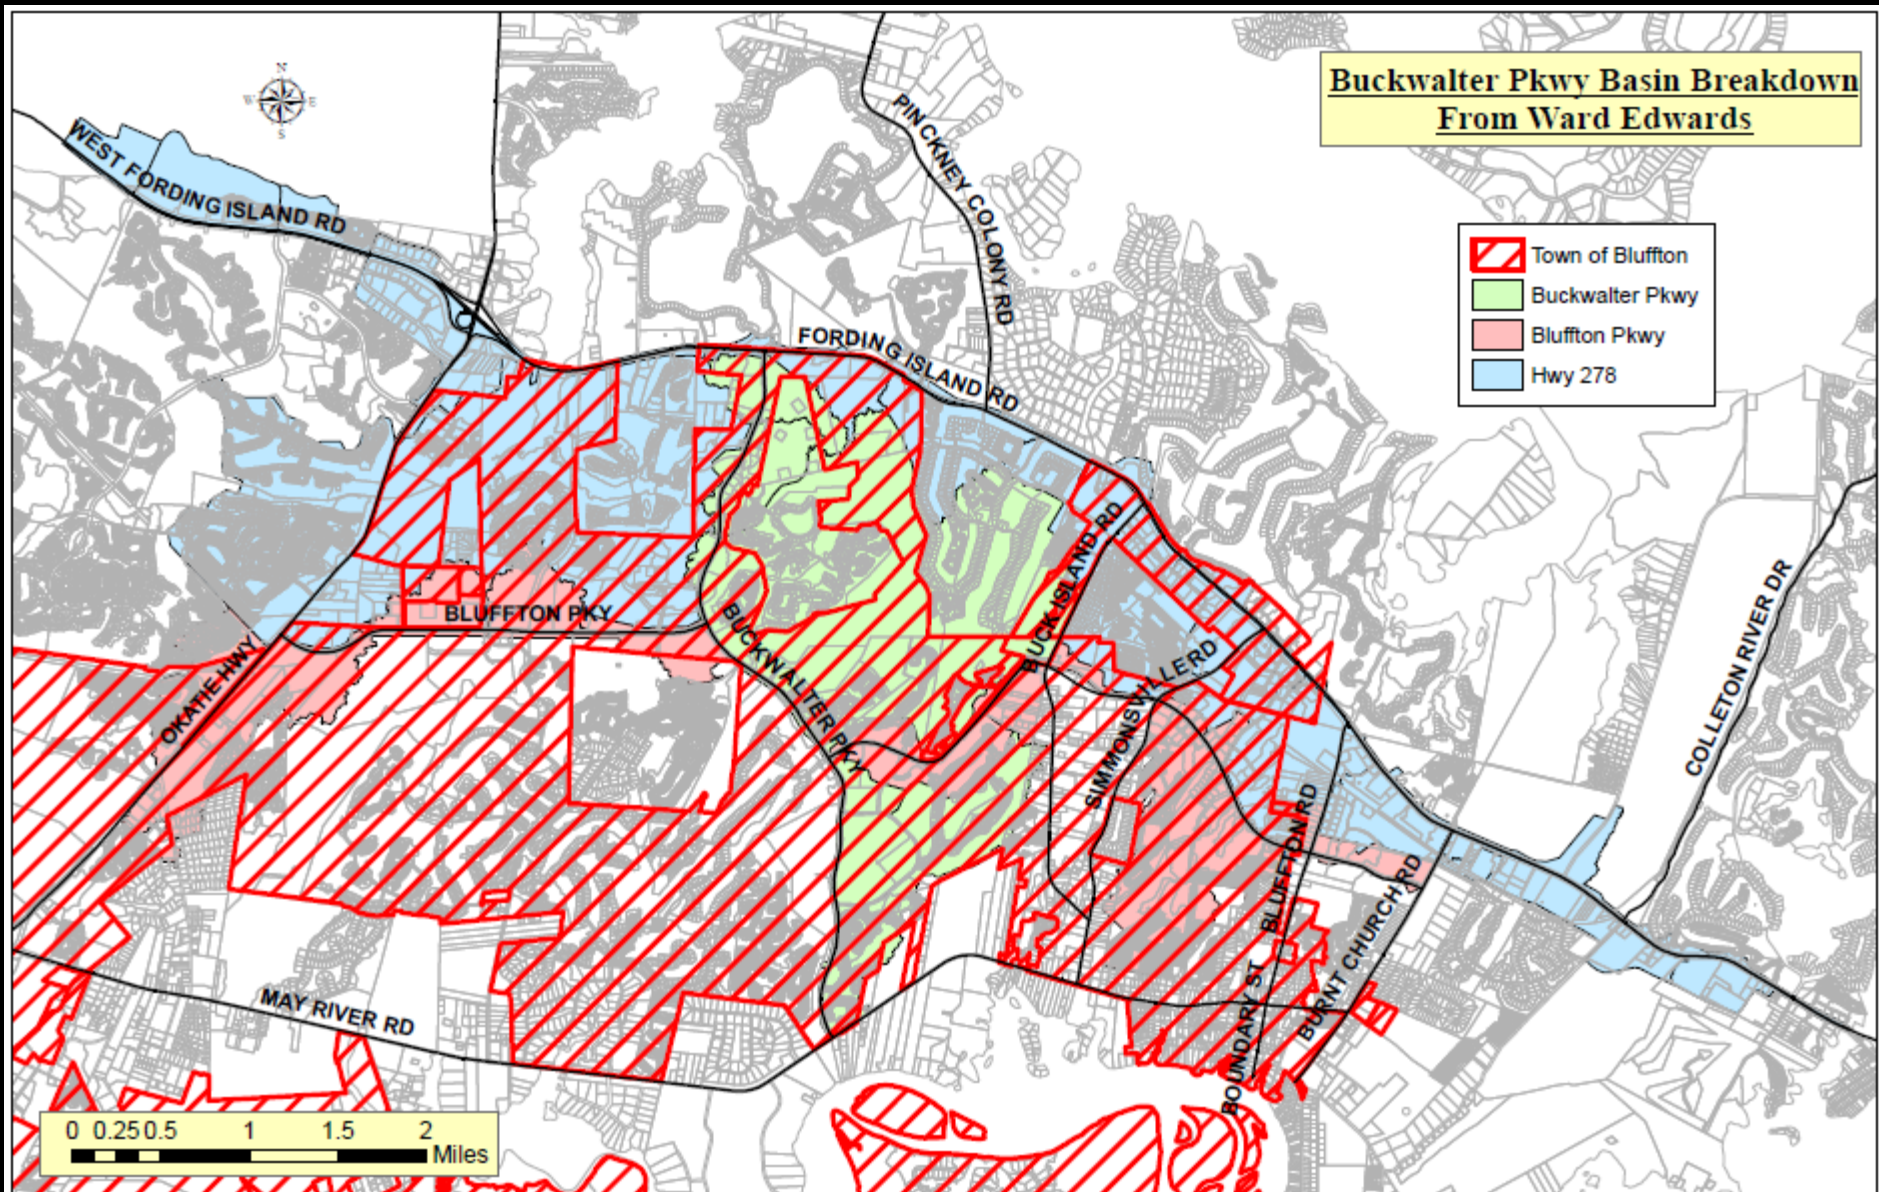 Buckwalter Pkwy Basin Breakdown
From Ward Edwards
N
W E
S
WEST FORDING ISLAND RD
PINCKNEY COLONY RD
FORDING ISLAND RD
Town of Bluffton
Buckwalter Pkwy
Bluffton Pkwy
Hwy 278
BLUFFTON PKY
BUCK ISLAND RD
BUCKWALTER PKY
OKATIE HWY
SIMMONSVILLE RD
COLLETON RIVER DR
BLUFFTON RD
BURNT CHURCH RD
BOUNDARY ST
MAY RIVER RD
0 0.25 0.5 1 1.5 2
Miles